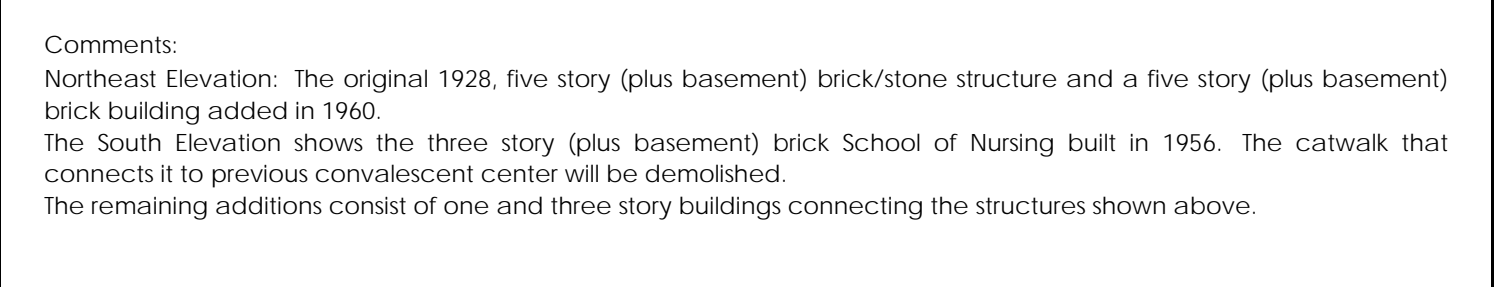 Comments:
Northeast Elevation: The original 1928, five story (plus basement) brick/stone structure and a five story (plus basement)
brick building added in 1960.
The South Elevation shows the three story (plus basement) brick School of Nursing built in 1956. The catwalk that
connects it to previous convalescent center will be demolished.
The remaining additions consist of one and three story buildings connecting the structures shown above.